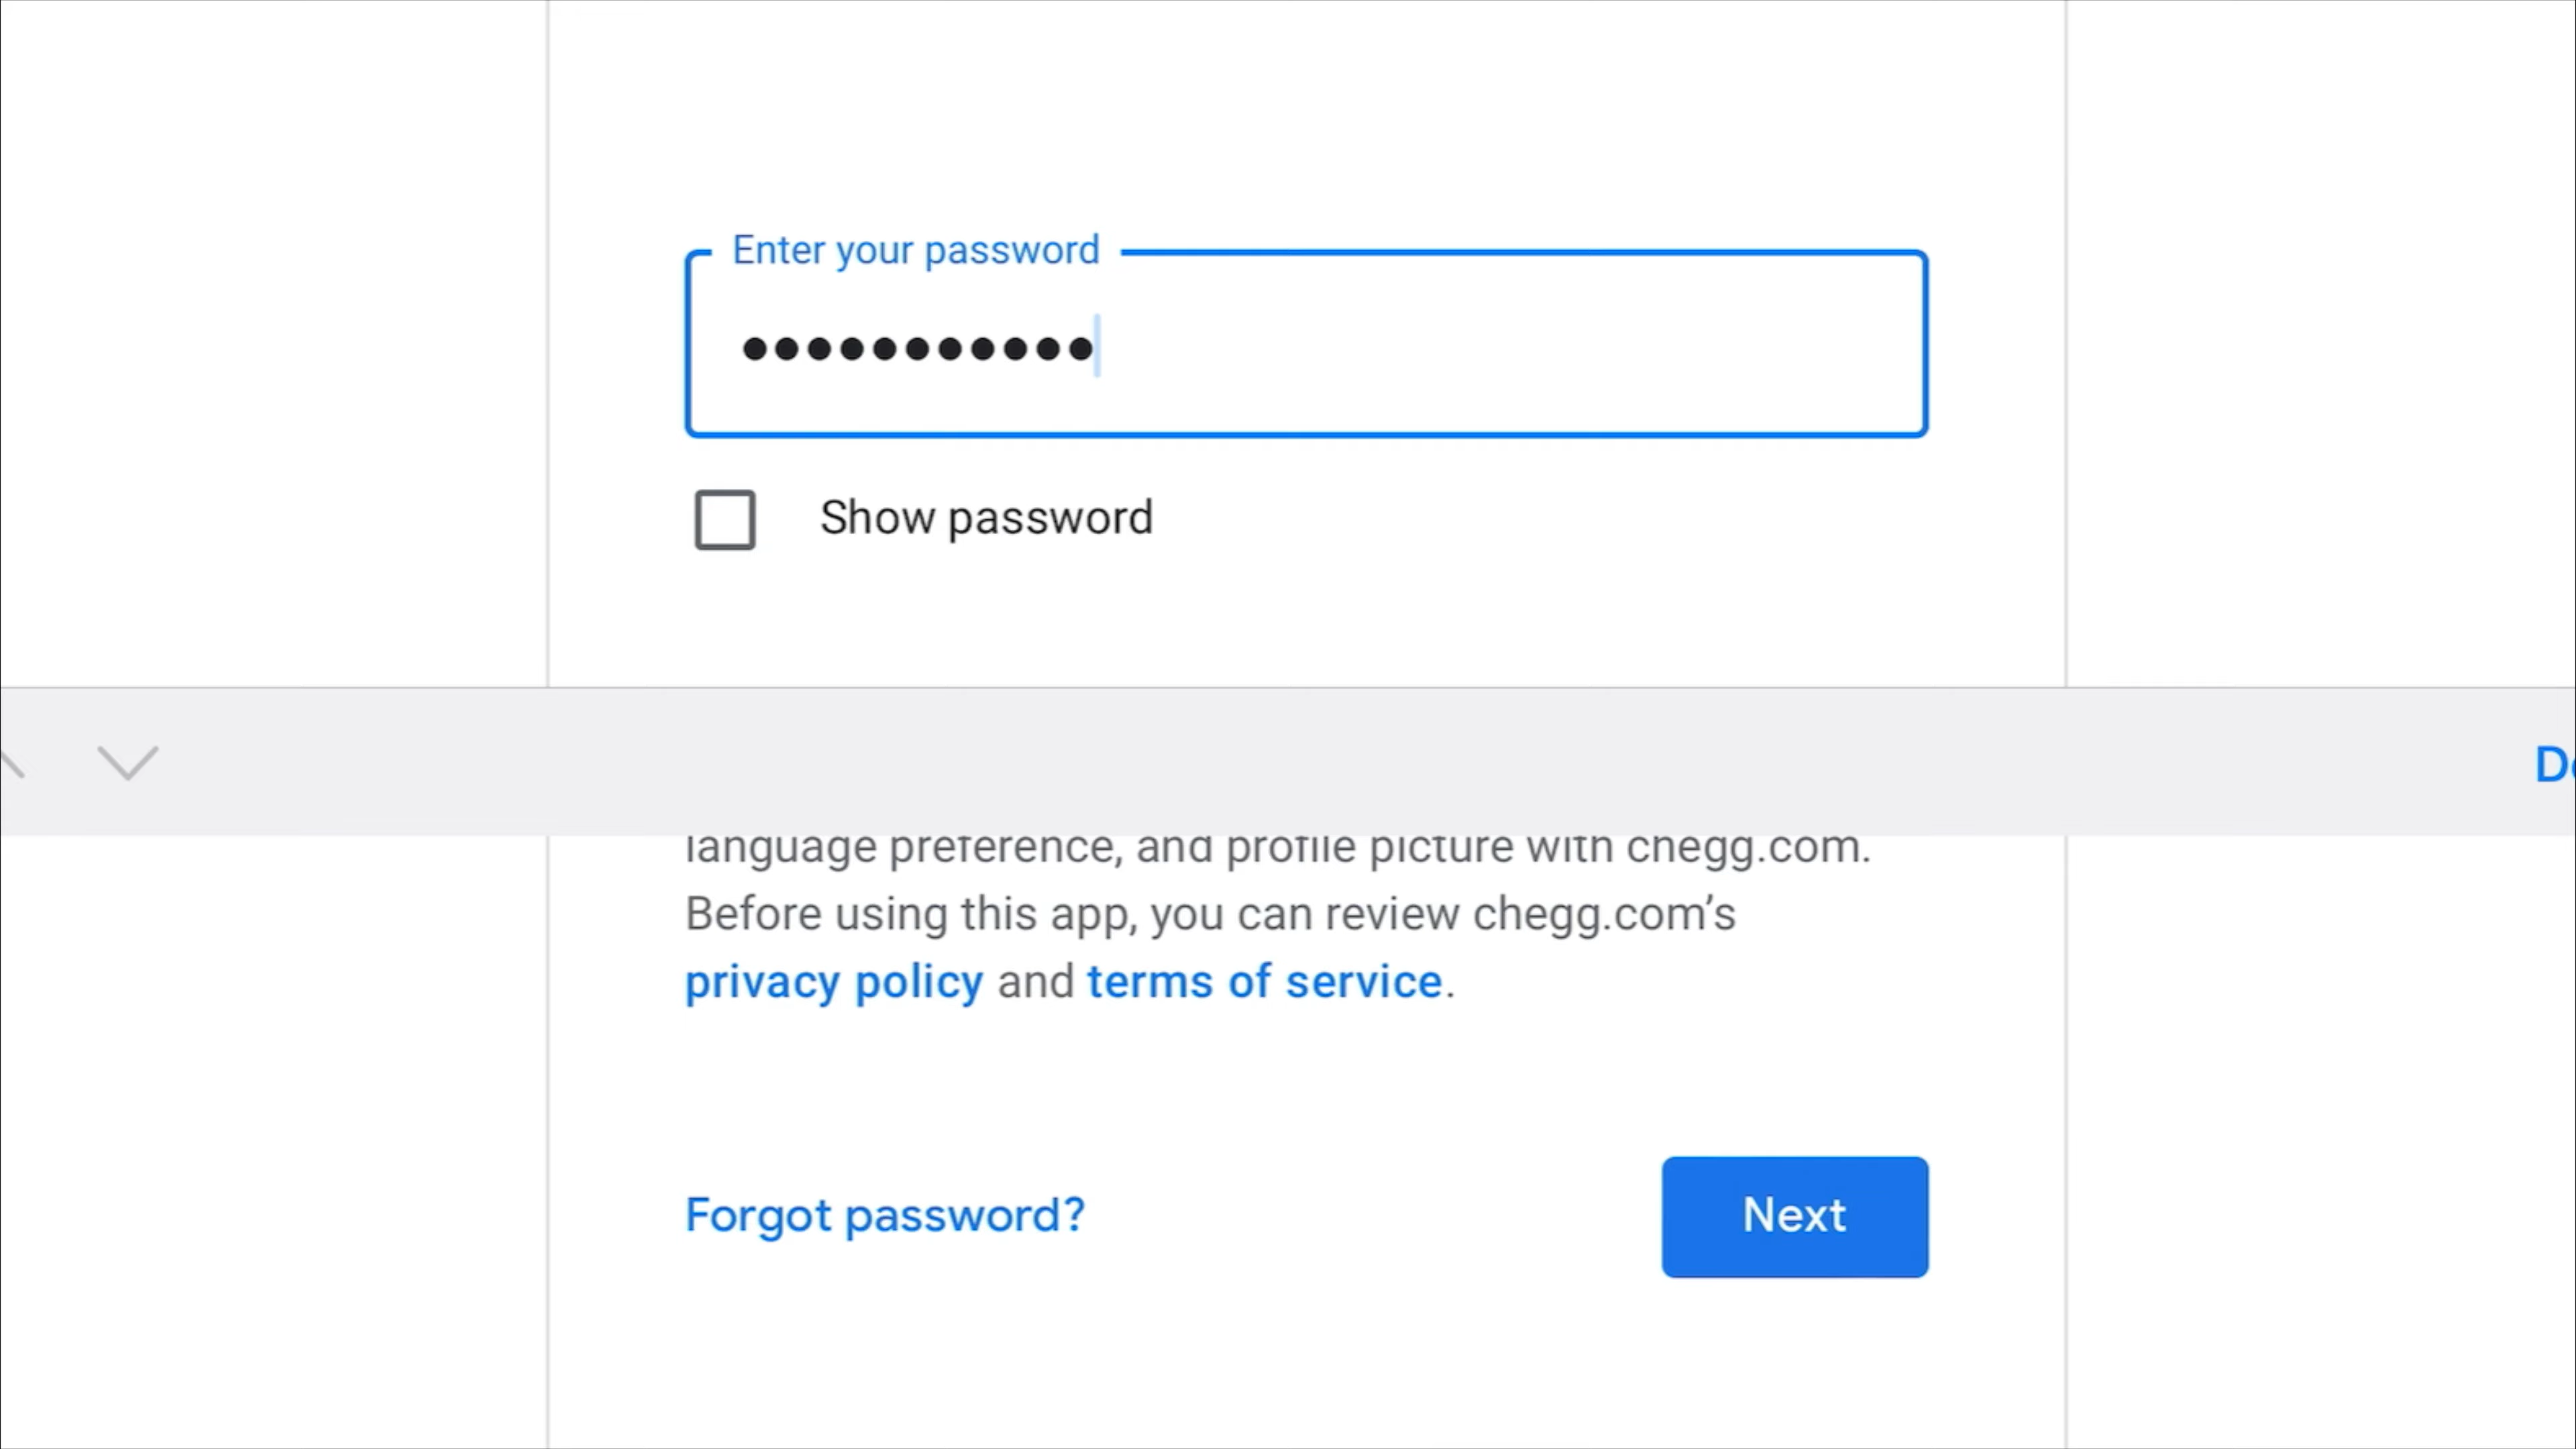 Enter your password
•••••••••••
Show password
language preference, and profile picture with chegg.com.
Before using this app, you can review chegg.com’s
privacy policy and terms of service.
Forgot password?
Next